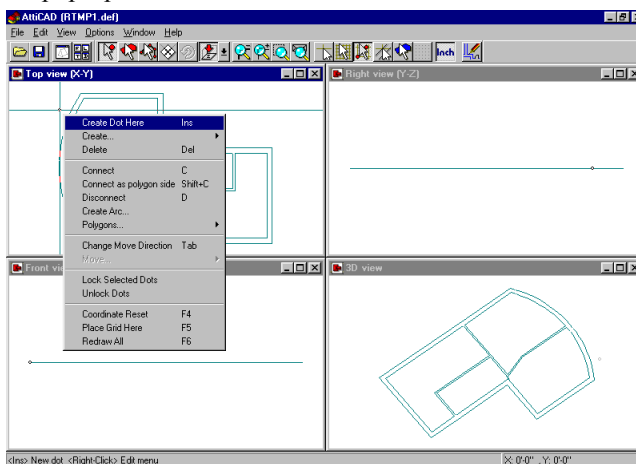 AttiCAD (RTMP1.def)
File Edit View Options Window Help
Inch
Top view (X-Y)
Right view (Y-Z)
Create Dot Here Ins
Create...
Delete Del
Connect C
Connect as polygon side Shift+C
Disconnect D
Create Arc...
Polygons...
Change Move Direction Tab
Move...
Lock Selected Dots
Unlock Dots
Coordinate Reset F4
Place Grid Here F5
Redraw All F6
Front vi
3D view
<Ins> New dot <Right-Click> Edit menu
X: 0'0" , Y: 0'0"